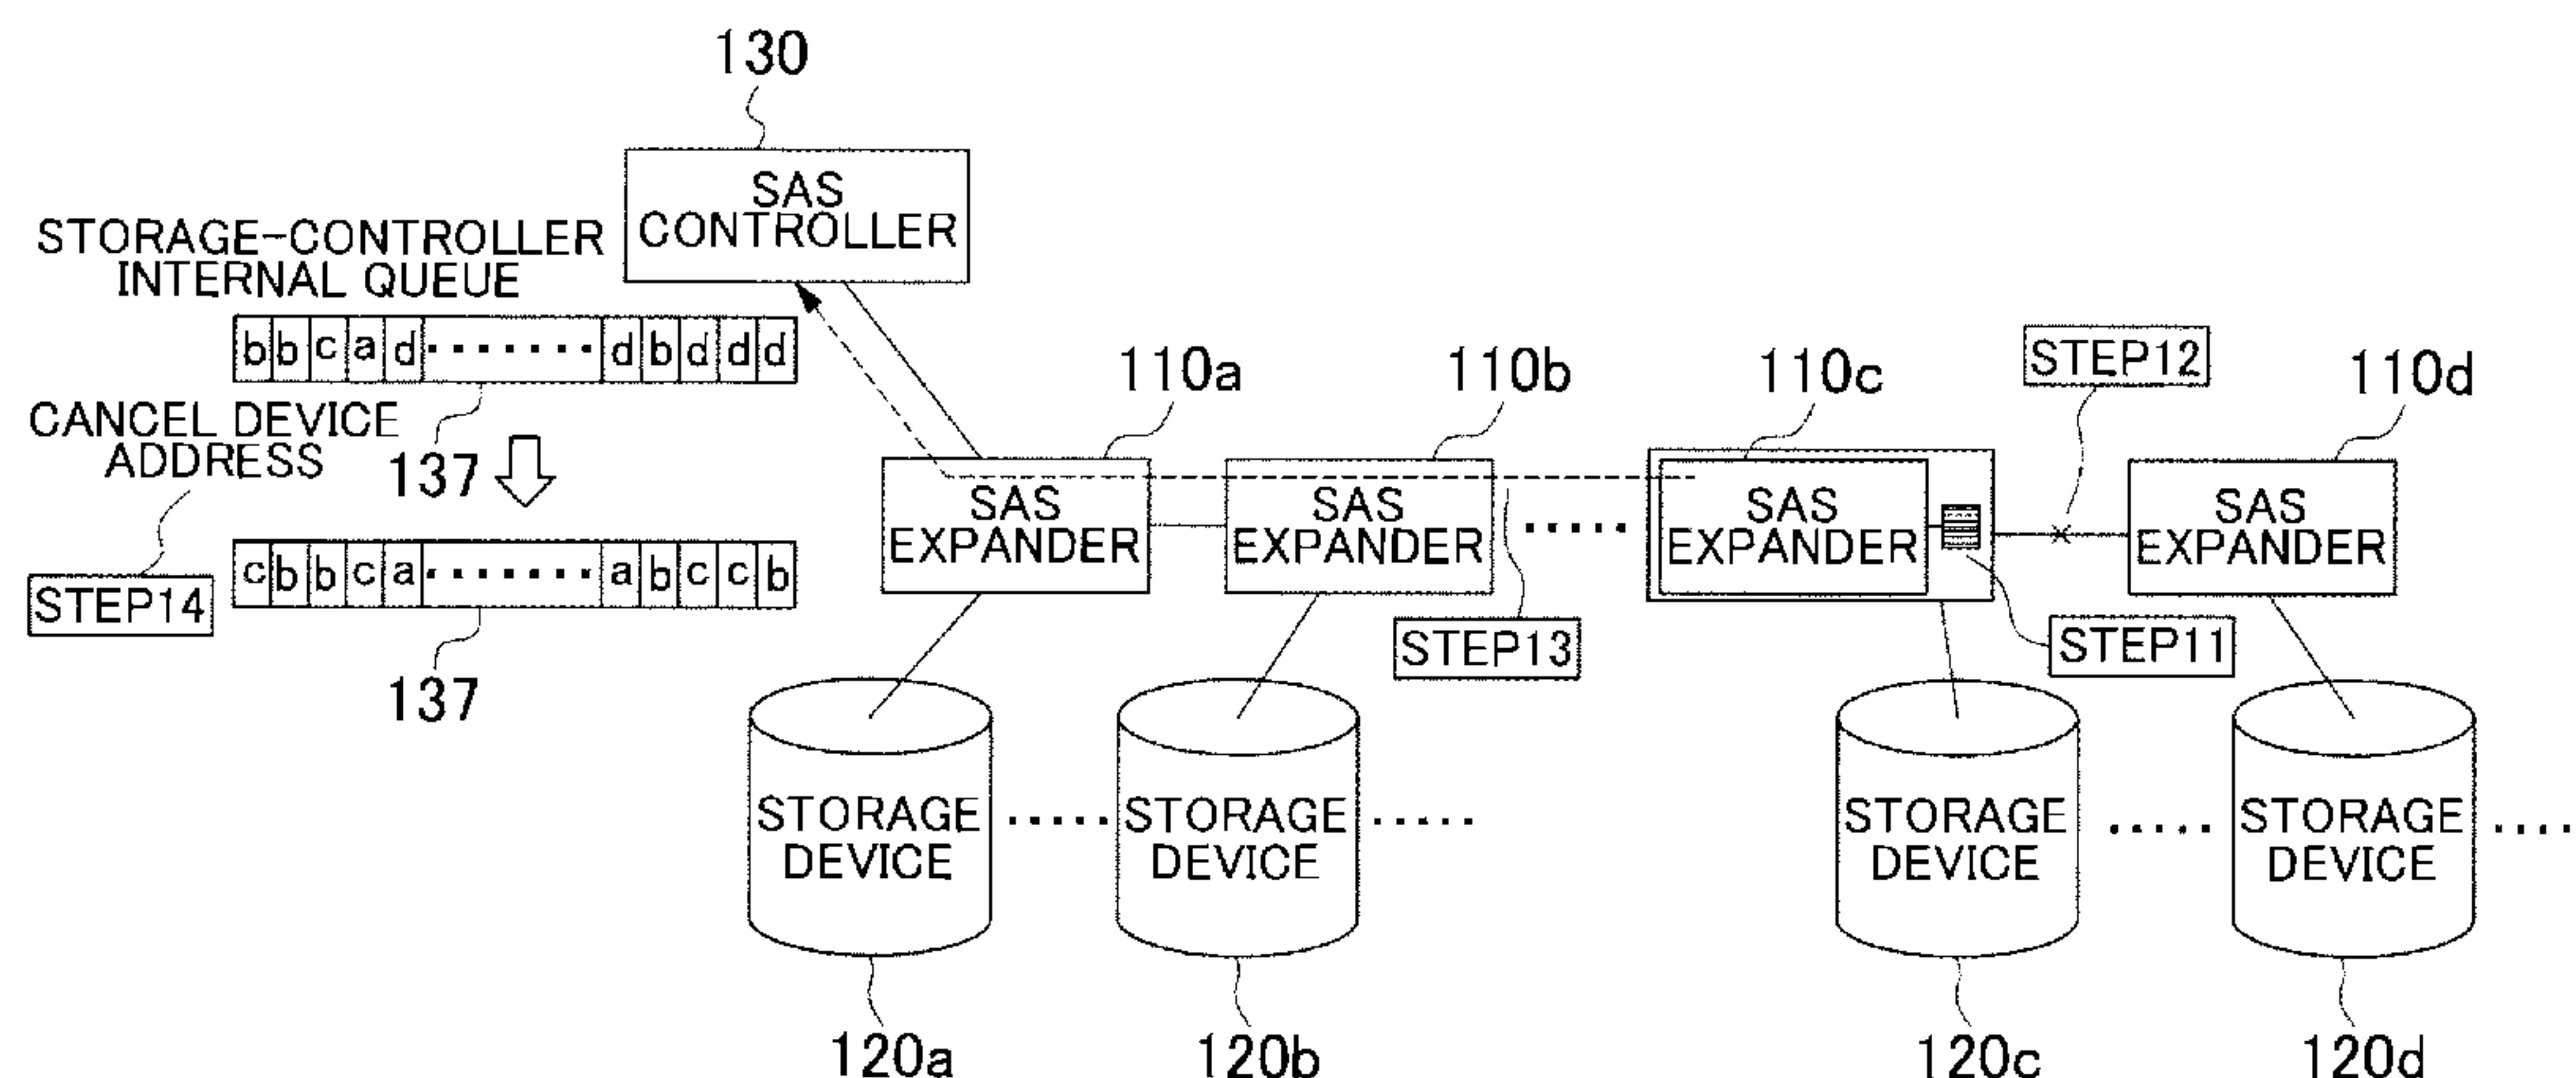 130
SAS
CONTROLLER
STORAGE-CONTROLLER
INTERNAL QUEUE
b b c a d ....... d b d d d
CANCEL DEVICE
ADDRESS
137
STEP14
c b b c a ....... a b c c b
137
110a
110b
110c
STEP12
110d
SAS
EXPANDER
SAS
EXPANDER
.....
SAS
EXPANDER
SAS
EXPANDER
STEP13
STEP11
STORAGE
DEVICE
.....
STORAGE
DEVICE
.....
STORAGE
DEVICE
.....
STORAGE
DEVICE
....
120a
120b
120c
120d